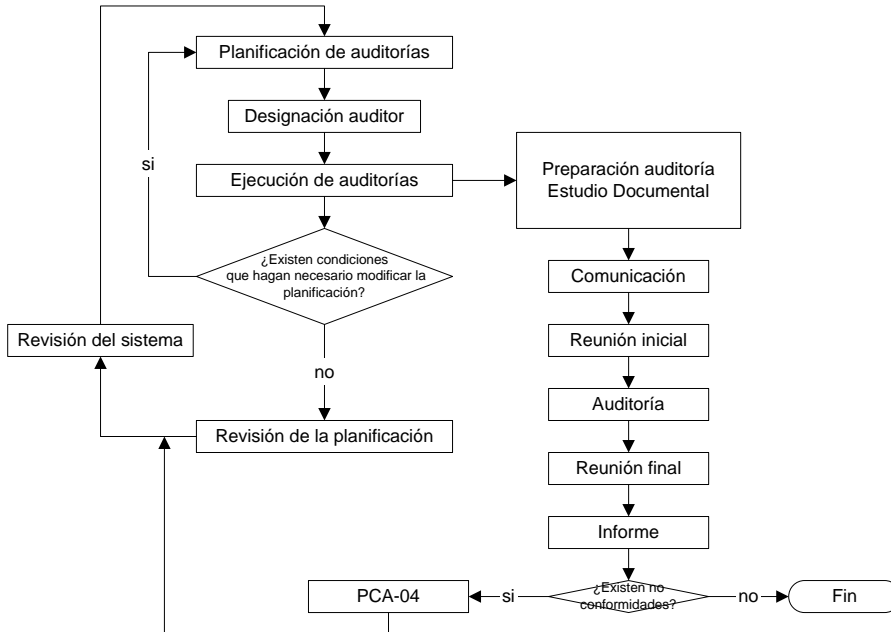 Planificación de auditorías
Designación auditor
si
Ejecución de auditorías
Preparación auditoría
Estudio Documental
¿Existen condiciones
que hagan necesario modificar la
planificación?
Comunicación
Revisión del sistema
Reunión inicial
no
Auditoría
Revisión de la planificación
Reunión final
Informe
¿Existen no
conformidades?
si
PCA-04
no
Fin